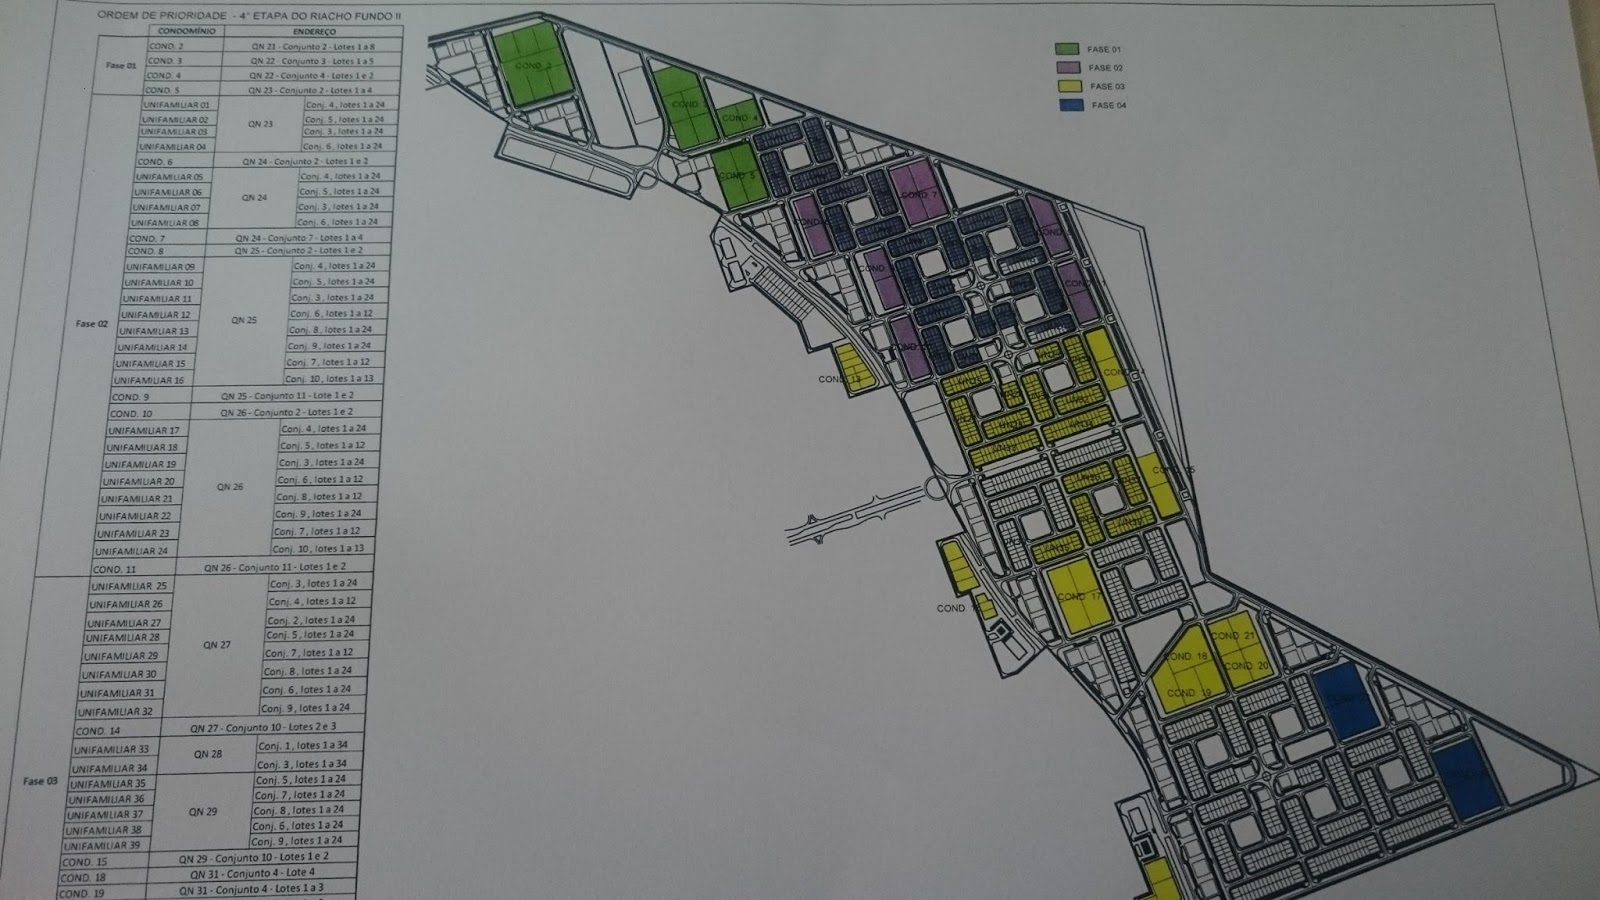 ORDEM DE PRIORIDADE - 4ª ETAPA DO RIACHO FUNDO II
CONDOMÍNIO ENDEREÇO
Fase 01
COND. 2 QN 21 - Conjunto 2 - Lotes 1 a 8
COND. 3 QN 22 - Conjunto 3 - Lotes 1 a 5
COND. 4 QN 22 - Conjunto 4 - Lotes 1 e 2
COND. 5 QN 23 - Conjunto 2 - Lotes 1 a 4
Fase 02
UNIFAMILIAR 01 QN 23 Conj. 4, lotes 1 a 24
UNIFAMILIAR 02 Conj. 5, lotes 1 a 24
UNIFAMILIAR 03 Conj. 3, lotes 1 a 24
UNIFAMILIAR 04 Conj. 6, lotes 1 a 24
COND. 6 QN 24 - Conjunto 2 - Lotes 1 e 2
UNIFAMILIAR 05 QN 24 Conj. 4, lotes 1 a 24
UNIFAMILIAR 06 Conj. 5, lotes 1 a 24
UNIFAMILIAR 07 Conj. 3, lotes 1 a 24
UNIFAMILIAR 08 Conj. 6, lotes 1 a 24
COND. 7 QN 24 - Conjunto 7 - Lotes 1 a 4
COND. 8 QN 25 - Conjunto 2 - Lotes 1 e 2
UNIFAMILIAR 09 QN 25 Conj. 4, lotes 1 a 24
UNIFAMILIAR 10 Conj. 5, lotes 1 a 24
UNIFAMILIAR 11 Conj. 3, lotes 1 a 24
UNIFAMILIAR 12 Conj. 6, lotes 1 a 12
UNIFAMILIAR 13 Conj. 8, lotes 1 a 24
UNIFAMILIAR 14 Conj. 9, lotes 1 a 24
UNIFAMILIAR 15 Conj. 7, lotes 1 a 12
UNIFAMILIAR 16 Conj. 10, lotes 1 a 13
COND. 9 QN 25 - Conjunto 11 - Lote 1 e 2
COND. 10 QN 26 - Conjunto 2 - Lotes 1 e 2
UNIFAMILIAR 17 QN 26 Conj. 4, lotes 1 a 24
UNIFAMILIAR 18 Conj. 5, lotes 1 a 12
UNIFAMILIAR 19 Conj. 3, lotes 1 a 24
UNIFAMILIAR 20 Conj. 6, lotes 1 a 12
UNIFAMILIAR 21 Conj. 8, lotes 1 a 12
UNIFAMILIAR 22 Conj. 9, lotes 1 a 24
UNIFAMILIAR 23 Conj. 7, lotes 1 a 12
UNIFAMILIAR 24 Conj. 10, lotes 1 a 13
COND. 11 QN 26 - Conjunto 11 - Lotes 1 e 2
Fase 03
UNIFAMILIAR 25 QN 27 Conj. 3, lotes 1 a 24
UNIFAMILIAR 26 Conj. 4, lotes 1 a 12
UNIFAMILIAR 27 Conj. 2, lotes 1 a 24
UNIFAMILIAR 28 Conj. 5, lotes 1 a 24
UNIFAMILIAR 29 Conj. 7, lotes 1 a 12
UNIFAMILIAR 30 Conj. 8, lotes 1 a 24
UNIFAMILIAR 31 Conj. 6, lotes 1 a 24
UNIFAMILIAR 32 Conj. 9, lotes 1 a 24
COND. 14 QN 27 - Conjunto 10 - Lotes 2 e 3
UNIFAMILIAR 33 QN 28 Conj. 1, lotes 1 a 34
UNIFAMILIAR 34 Conj. 3, lotes 1 a 34
UNIFAMILIAR 35 QN 29 Conj. 5, lotes 1 a 24
UNIFAMILIAR 36 Conj. 7, lotes 1 a 24
UNIFAMILIAR 37 Conj. 8, lotes 1 a 24
UNIFAMILIAR 38 Conj. 6, lotes 1 a 24
UNIFAMILIAR 39 Conj. 9, lotes 1 a 24
COND. 15 QN 29 - Conjunto 10 - Lotes 1 e 2
COND. 18 QN 31 - Conjunto 4 - Lote 4
COND. 19 QN 31 - Conjunto 4 - Lotes 1 a 3
FASE 01
FASE 02
FASE 03
FASE 04
COND. 2
COND.
COND. 4
COND. 5
COND. 7
COND.
COND.
COND.
COND.
COND.
COND. 17
COND. 18
COND. 19
COND. 21
COND. 20